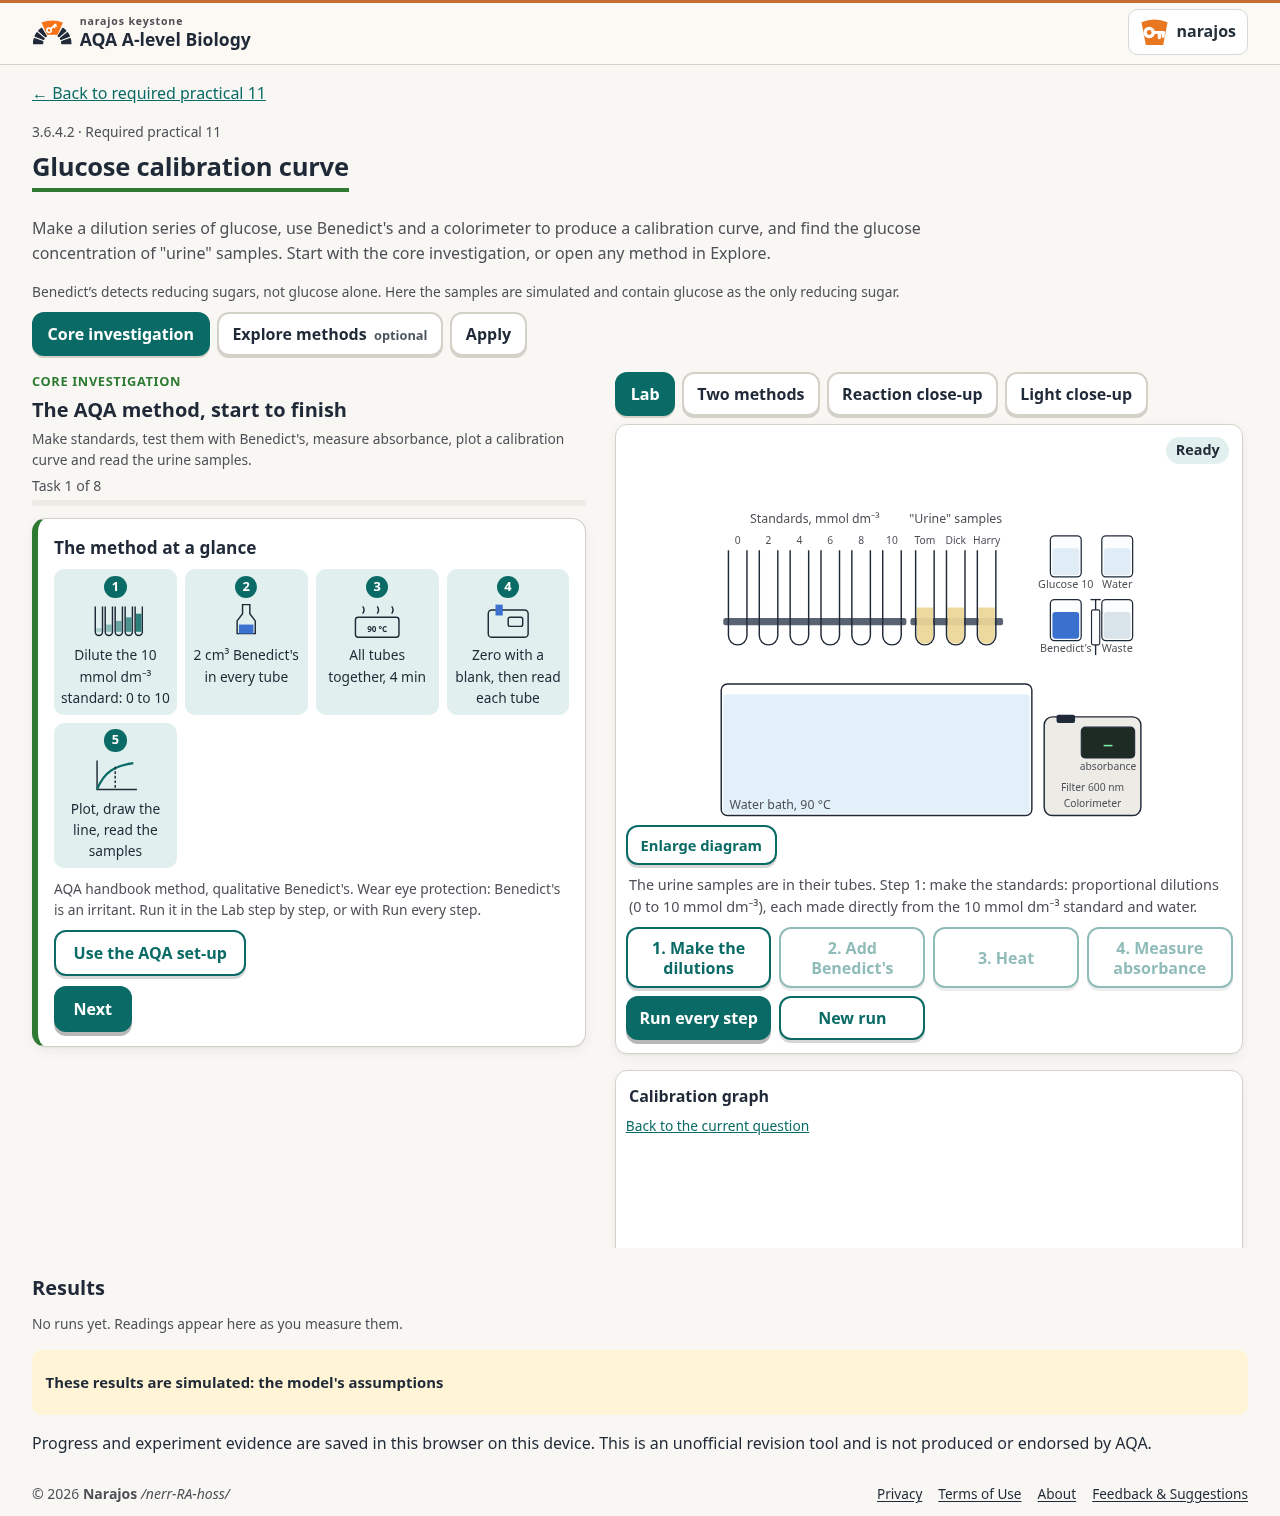 narajos keystone
AQA A-level Biology
narajos
← Back to required practical 11
3.6.4.2 · Required practical 11
Glucose calibration curve
Make a dilution series of glucose, use Benedict's and a colorimeter to produce a calibration curve, and find the glucose
concentration of "urine" samples. Start with the core investigation, or open any method in Explore.
Benedict’s detects reducing sugars, not glucose alone. Here the samples are simulated and contain glucose as the only reducing sugar.
Core investigation
Explore methods optional
Apply
CORE INVESTIGATION
The AQA method, start to finish
Make standards, test them with Benedict's, measure absorbance, plot a calibration
curve and read the urine samples.
Task 1 of 8
The method at a glance
1
Dilute the 10
mmol dm⁻³
standard: 0 to 10
2
2 cm³ Benedict's
in every tube
3
90 °C
All tubes
together, 4 min
4
Zero with a
blank, then read
each tube
5
Plot, draw the
line, read the
samples
AQA handbook method, qualitative Benedict's. Wear eye protection: Benedict's
is an irritant. Run it in the Lab step by step, or with Run every step.
Use the AQA set-up
Next
Lab
Two methods
Reaction close-up
Light close-up
Ready
Standards, mmol dm⁻³
"Urine" samples
0 2 4 6 8 10 Tom Dick Harry
Glucose 10 Water
Benedict's Waste
Water bath, 90 °C
–
absorbance
Filter 600 nm
Colorimeter
Enlarge diagram
The urine samples are in their tubes. Step 1: make the standards: proportional dilutions
(0 to 10 mmol dm⁻³), each made directly from the 10 mmol dm⁻³ standard and water.
1. Make the
dilutions
2. Add
Benedict's
3. Heat
4. Measure
absorbance
Run every step
New run
Calibration graph
Back to the current question
Results
No runs yet. Readings appear here as you measure them.
These results are simulated: the model's assumptions
Progress and experiment evidence are saved in this browser on this device. This is an unofficial revision tool and is not produced or endorsed by AQA.
© 2026 Narajos /nerr-RA-hoss/
Privacy Terms of Use About Feedback & Suggestions